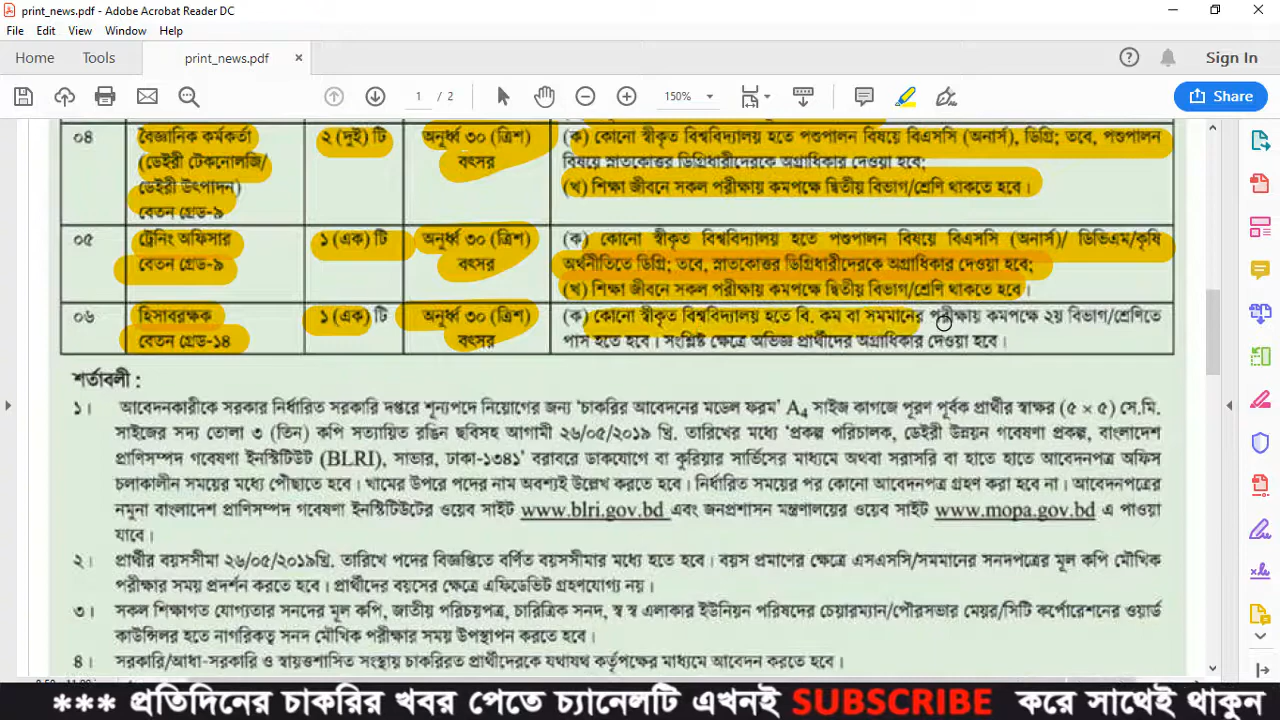 print_news.pdf - Adobe Acrobat Reader DC
File Edit View Window Help
Home Tools print_news.pdf × Sign In
1 / 2 150% Share
০৪ বৈজ্ঞানিক কর্মকর্তা ২ (দুই) টি অনূর্ধ্ব ৩০ (ত্রিশ) (ক) কোনো স্বীকৃত বিশ্ববিদ্যালয় হতে পশুপালন বিষয়ে বিএসসি (অনার্স), ডিগ্রি; তবে, পশুপালন
(ডেইরী টেকনোলজি/ বৎসর বিষয়ে স্নাতকোত্তর ডিগ্রিধারীদেরকে অগ্রাধিকার দেওয়া হবে;
ডেইরী উৎপাদন) (খ) শিক্ষা জীবনে সকল পরীক্ষায় কমপক্ষে দ্বিতীয় বিভাগ/শ্রেণি থাকতে হবে।
বেতন গ্রেড-৯
০৫ ট্রেনিং অফিসার ১ (এক) টি অনূর্ধ্ব ৩০ (ত্রিশ) (ক) কোনো স্বীকৃত বিশ্ববিদ্যালয় হতে পশুপালন বিষয়ে বিএসসি (অনার্স)/ ডিভিএম/কৃষি
বেতন গ্রেড-৯ বৎসর অর্থনীতিতে ডিগ্রি; তবে, স্নাতকোত্তর ডিগ্রিধারীদেরকে অগ্রাধিকার দেওয়া হবে;
(খ) শিক্ষা জীবনে সকল পরীক্ষায় কমপক্ষে দ্বিতীয় বিভাগ/শ্রেণি থাকতে হবে।
০৬ হিসাবরক্ষক ১ (এক) টি অনূর্ধ্ব ৩০ (ত্রিশ) (ক) কোনো স্বীকৃত বিশ্ববিদ্যালয় হতে বি. কম বা সমমানের পরীক্ষায় কমপক্ষে ২য় বিভাগ/শ্রেণিতে
বেতন গ্রেড-১৪ বৎসর পাস হতে হবে। সংশ্লিষ্ট ক্ষেত্রে অভিজ্ঞ প্রার্থীদের অগ্রাধিকার দেওয়া হবে।
শর্তাবলী :
১। আবেদনকারীকে সরকার নির্ধারিত সরকারি দপ্তরে শূন্যপদে নিয়োগের জন্য ‘চাকরির আবেদনের মডেল ফরম’ A4 সাইজ কাগজে পূরণ পূর্বক প্রার্থীর স্বাক্ষর (৫ × ৫) সে.মি.
সাইজের সদ্য তোলা ৩ (তিন) কপি সত্যায়িত রঙিন ছবিসহ আগামী ২৬/০৫/২০১৯ খ্রি. তারিখের মধ্যে ‘প্রকল্প পরিচালক, ডেইরী উন্নয়ন গবেষণা প্রকল্প, বাংলাদেশ
প্রাণিসম্পদ গবেষণা ইনস্টিটিউট (BLRI), সাভার, ঢাকা-১৩৪১’ বরাবরে ডাকযোগে বা কুরিয়ার সার্ভিসের মাধ্যমে অথবা সরাসরি বা হাতে হাতে আবেদনপত্র অফিস
চলাকালীন সময়ের মধ্যে পৌঁছাতে হবে। খামের উপরে পদের নাম অবশ্যই উল্লেখ করতে হবে। নির্ধারিত সময়ের পর কোনো আবেদনপত্র গ্রহণ করা হবে না। আবেদনপত্রের
নমুনা বাংলাদেশ প্রাণিসম্পদ গবেষণা ইনস্টিটিউটের ওয়েব সাইট www.blri.gov.bd এবং জনপ্রশাসন মন্ত্রণালয়ের ওয়েব সাইট www.mopa.gov.bd এ পাওয়া
যাবে।
২। প্রার্থীর বয়সসীমা ২৬/০৫/২০১৯খ্রি. তারিখে পদের বিজ্ঞপ্তিতে বর্ণিত বয়সসীমার মধ্যে হতে হবে। বয়স প্রমাণের ক্ষেত্রে এসএসসি/সমমানের সনদপত্রের মূল কপি মৌখিক
পরীক্ষার সময় প্রদর্শন করতে হবে। প্রার্থীদের বয়সের ক্ষেত্রে এফিডেভিট গ্রহণযোগ্য নয়।
৩। সকল শিক্ষাগত যোগ্যতার সনদের মূল কপি, জাতীয় পরিচয়পত্র, চারিত্রিক সনদ, স্ব স্ব এলাকার ইউনিয়ন পরিষদের চেয়ারম্যান/পৌরসভার মেয়র/সিটি কর্পোরেশনের ওয়ার্ড
কাউন্সিলর হতে নাগরিকত্ব সনদ মৌখিক পরীক্ষার সময় উপস্থাপন করতে হবে।
৪। সরকারি/আধা-সরকারি ও স্বায়ত্তশাসিত সংস্থায় চাকরিরত প্রার্থীদেরকে যথাযথ কর্তৃপক্ষের মাধ্যমে আবেদন করতে হবে।
*** প্রতিদিনের চাকরির খবর পেতে চ্যানেলটি এখনই SUBSCRIBE করে সাথেই থাকুন